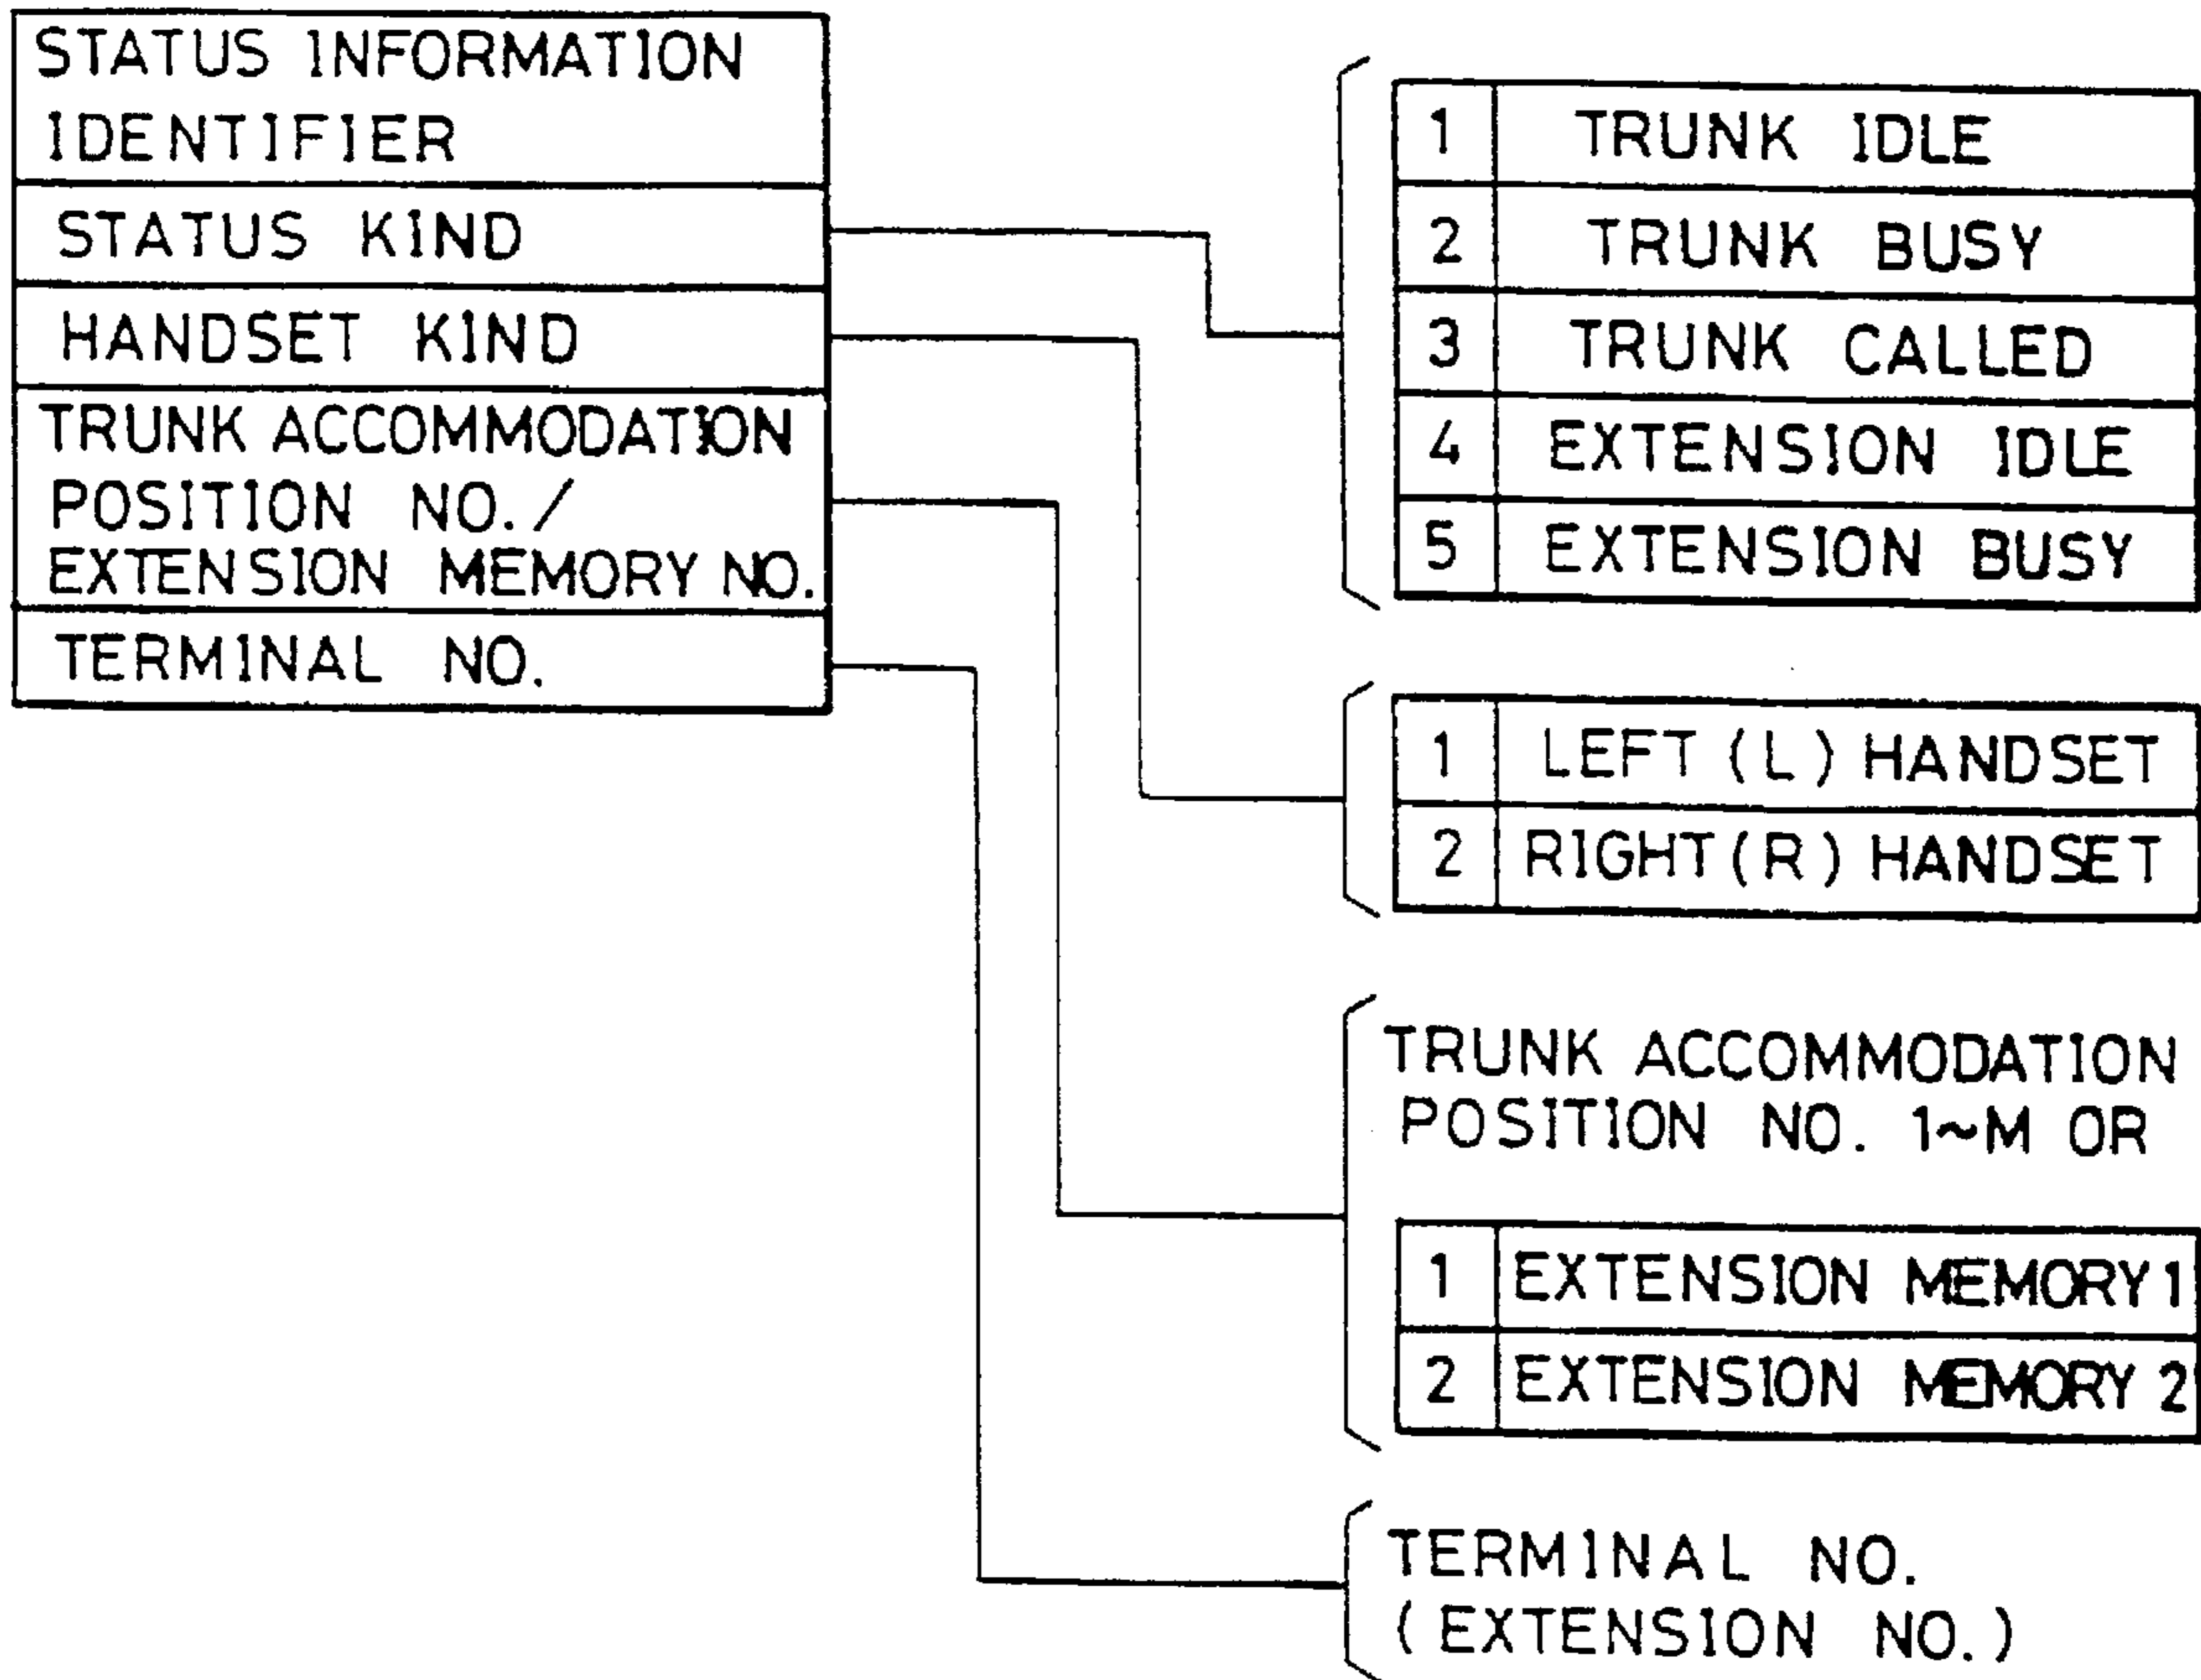 STATUS INFORMATION
IDENTIFIER
STATUS KIND
HANDSET KIND
TRUNK ACCOMMODATION
POSITION NO./
EXTENSION MEMORY NO.
TERMINAL NO.
1 TRUNK IDLE
2 TRUNK BUSY
3 TRUNK CALLED
4 EXTENSION IDLE
5 EXTENSION BUSY
1 LEFT (L) HANDSET
2 RIGHT (R) HANDSET
TRUNK ACCOMMODATION
POSITION NO. 1~M OR
1 EXTENSION MEMORY 1
2 EXTENSION MEMORY 2
TERMINAL NO.
(EXTENSION NO.)